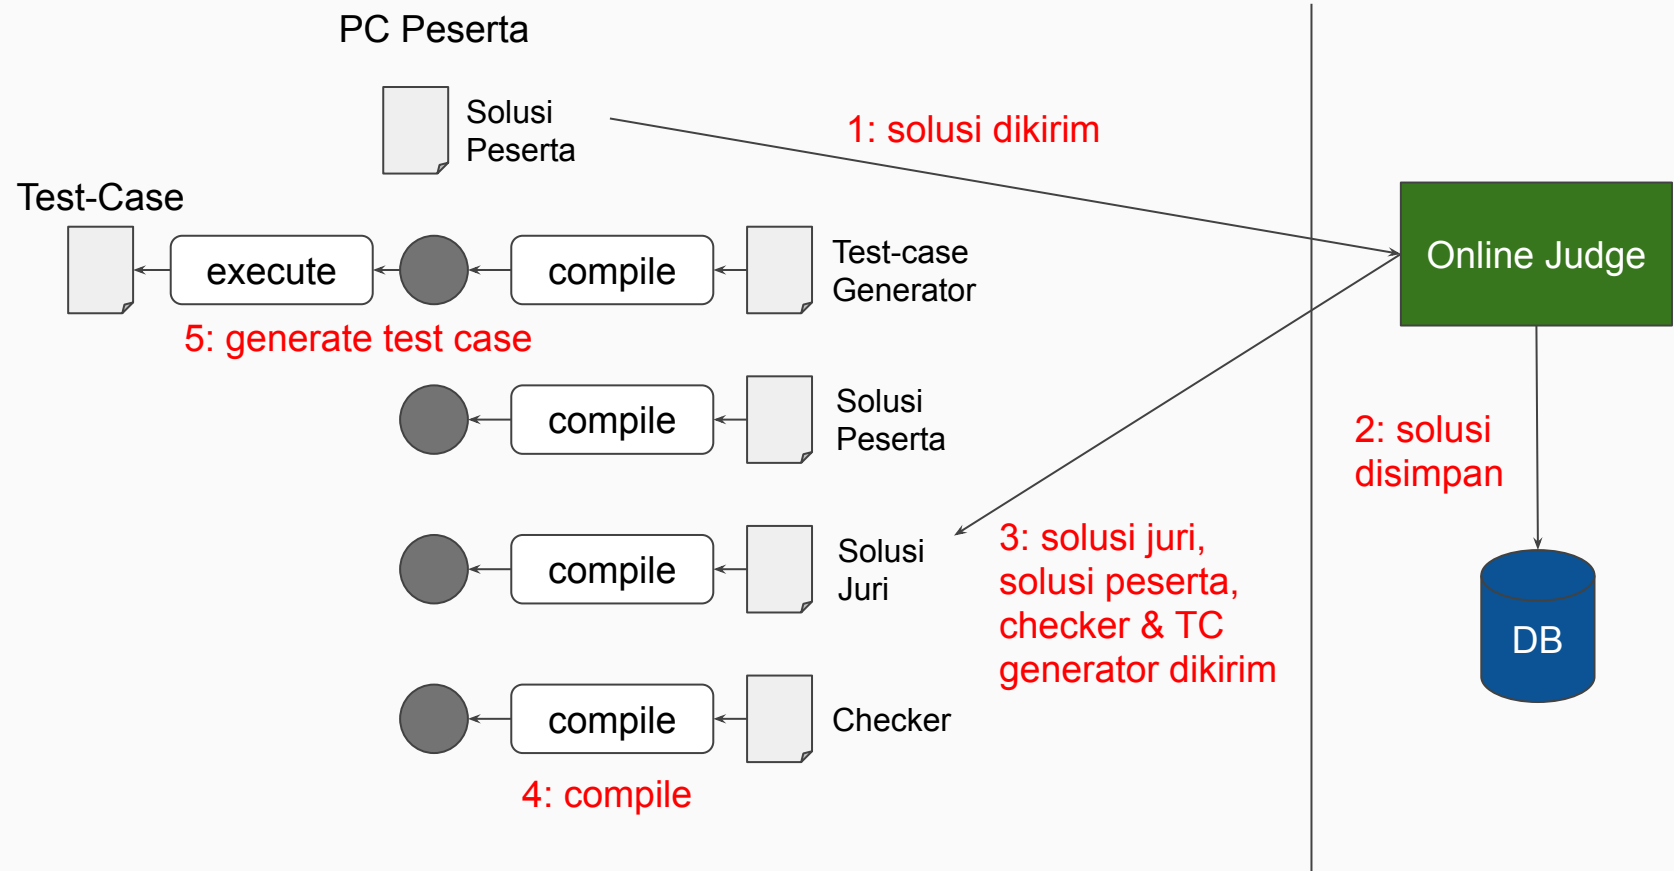 PC Peserta
Solusi
Peserta
1: solusi dikirim
Test-Case
Online Judge
execute
compile
Test-case
Generator
5: generate test case
compile
Solusi
Peserta
2: solusi
disimpan
compile
Solusi
Juri
3: solusi juri,
solusi peserta,
checker & TC
generator dikirim
DB
compile
Checker
4: compile